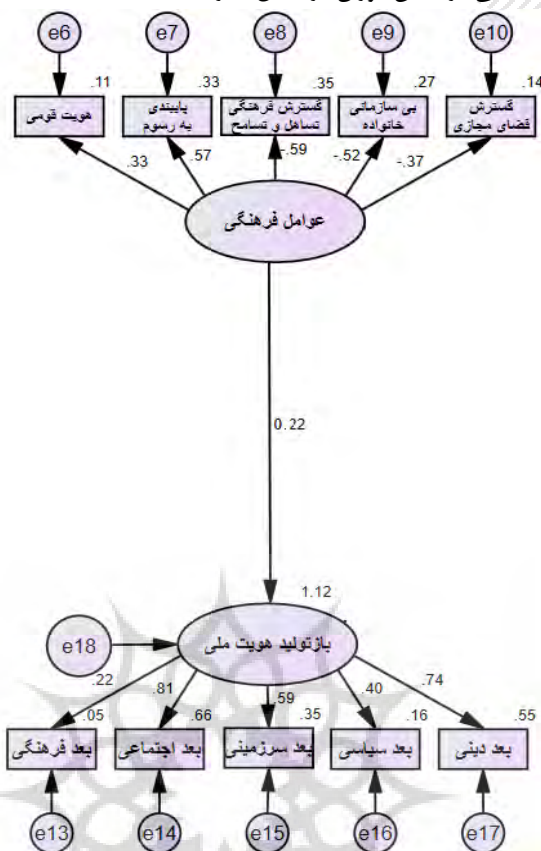 e6 e7 e8 e9 e10
.11 .33 .35 .27 .14
هویت قومی
پایبندی
به رسوم
گسترش فرهنگی
تساهل و تسامح
بی سازمانی
خانواده
گسترش
فضای مجازی
.33 .57 -.59 -.52 -.37
عوامل فرهنگی
0.22
1.12
e18
بازتولید هویت ملی
.22 .81 .59 .40 .74
.05 .66 .35 .16 .55
بعد فرهنگی
بعد اجتماعی
بعد سرزمینی
بعد سیاسی
بعد دینی
e13 e14 e15 e16 e17